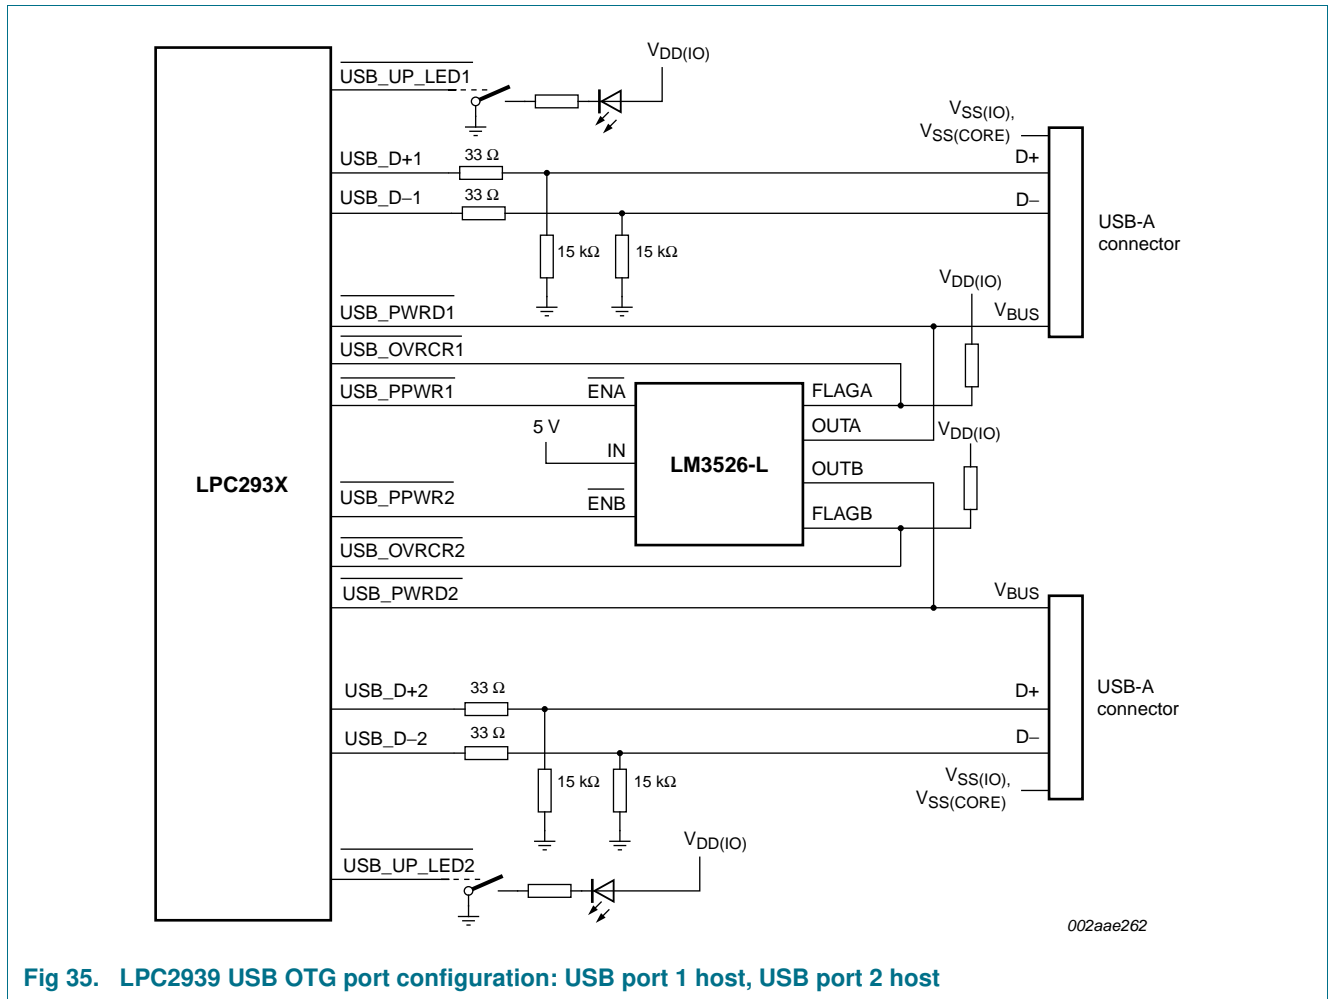 USB_UP_LED1
VDD(IO)
VSS(IO),
VSS(CORE)
USB_D+1
33 Ω
D+
USB_D−1
33 Ω
D−
15 kΩ
15 kΩ
USB-A
connector
VDD(IO)
USB_PWRD1
VBUS
USB_OVRCR1
USB_PPWR1
ENA
FLAGA
5 V
IN
OUTA
VDD(IO)
LPC293X
LM3526-L
OUTB
USB_PPWR2
ENB
FLAGB
USB_OVRCR2
USB_PWRD2
VBUS
USB_D+2
33 Ω
D+
USB-A
connector
USB_D−2
33 Ω
D−
15 kΩ
15 kΩ
VSS(IO),
VSS(CORE)
VDD(IO)
USB_UP_LED2
002aae262
Fig 35. LPC2939 USB OTG port configuration: USB port 1 host, USB port 2 host